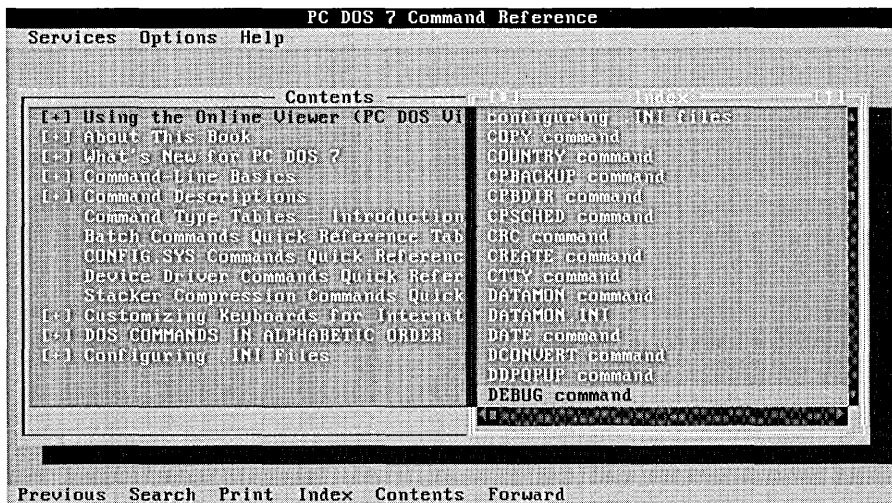 PC DOS 7 Command Reference
Services Options Help
Contents
[+] Using the Online Viewer (PC DOS Vi
[+] About This Book
[+] What's New for PC DOS 7
[+] Command-Line Basics
[+] Command Descriptions
Command Type Tables - Introduction
Batch Commands Quick Reference Tab
CONFIG.SYS Commands Quick Referenc
Device Driver Commands Quick Refer
Stacker Compression Commands Quick
[+] Customizing Keyboards for Internat
[+] DOS COMMANDS IN ALPHABETIC ORDER
[+] Configuring .INI Files
Index
configuring .INI files
COPY command
COUNTRY command
CPBACKUP command
CPBDIR command
CPSCHED command
CRC command
CREATE command
CTTY command
DATAMON command
DATAMON.INI
DATE command
DCONVERT command
DDPOPUP command
DEBUG command
Previous Search Print Index Contents Forward